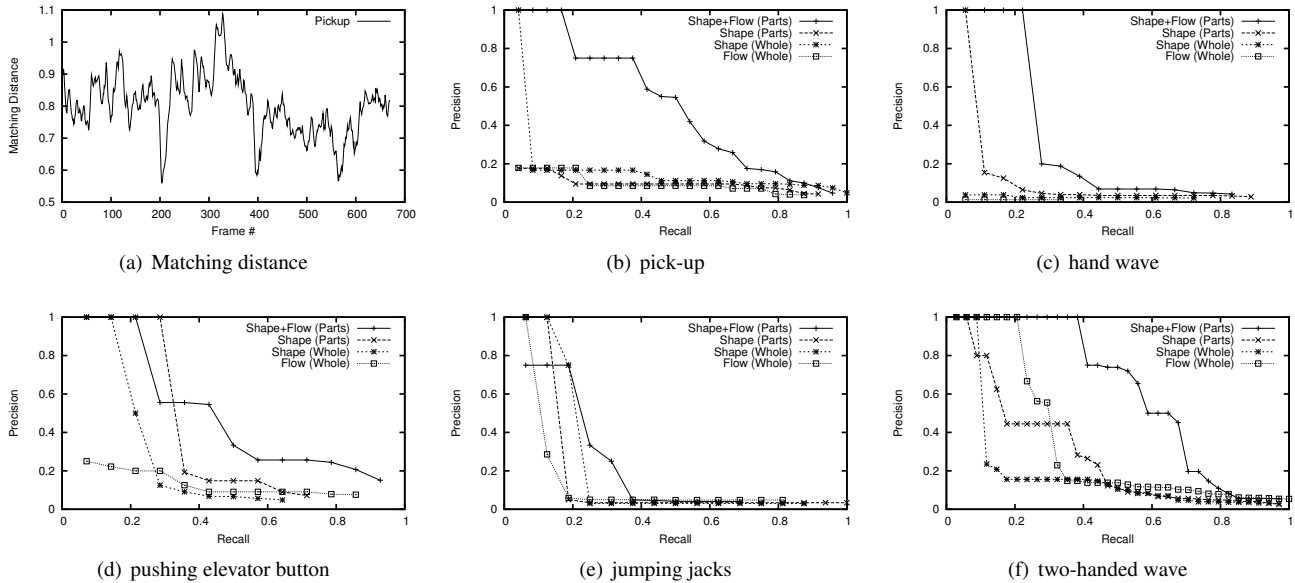 Pickup
1.1
1
0.9
0.8
0.7
0.6
0.5
0 100 200 300 400 500 600 700
Matching Distance
Frame #
(a) Matching distance
Shape+Flow (Parts)
Shape (Parts)
Shape (Whole)
Flow (Whole)
1
0.8
0.6
0.4
0.2
0
0 0.2 0.4 0.6 0.8 1
Precision
Recall
(b) pick-up
Shape+Flow (Parts)
Shape (Parts)
Shape (Whole)
Flow (Whole)
1
0.8
0.6
0.4
0.2
0
0 0.2 0.4 0.6 0.8 1
Precision
Recall
(c) hand wave
Shape+Flow (Parts)
Shape (Parts)
Shape (Whole)
Flow (Whole)
1
0.8
0.6
0.4
0.2
0
0 0.2 0.4 0.6 0.8 1
Precision
Recall
(d) pushing elevator button
Shape+Flow (Parts)
Shape (Parts)
Shape (Whole)
Flow (Whole)
1
0.8
0.6
0.4
0.2
0
0 0.2 0.4 0.6 0.8 1
Precision
Recall
(e) jumping jacks
Shape+Flow (Parts)
Shape (Parts)
Shape (Whole)
Flow (Whole)
1
0.8
0.6
0.4
0.2
0
0 0.2 0.4 0.6 0.8 1
Precision
Recall
(f) two-handed wave